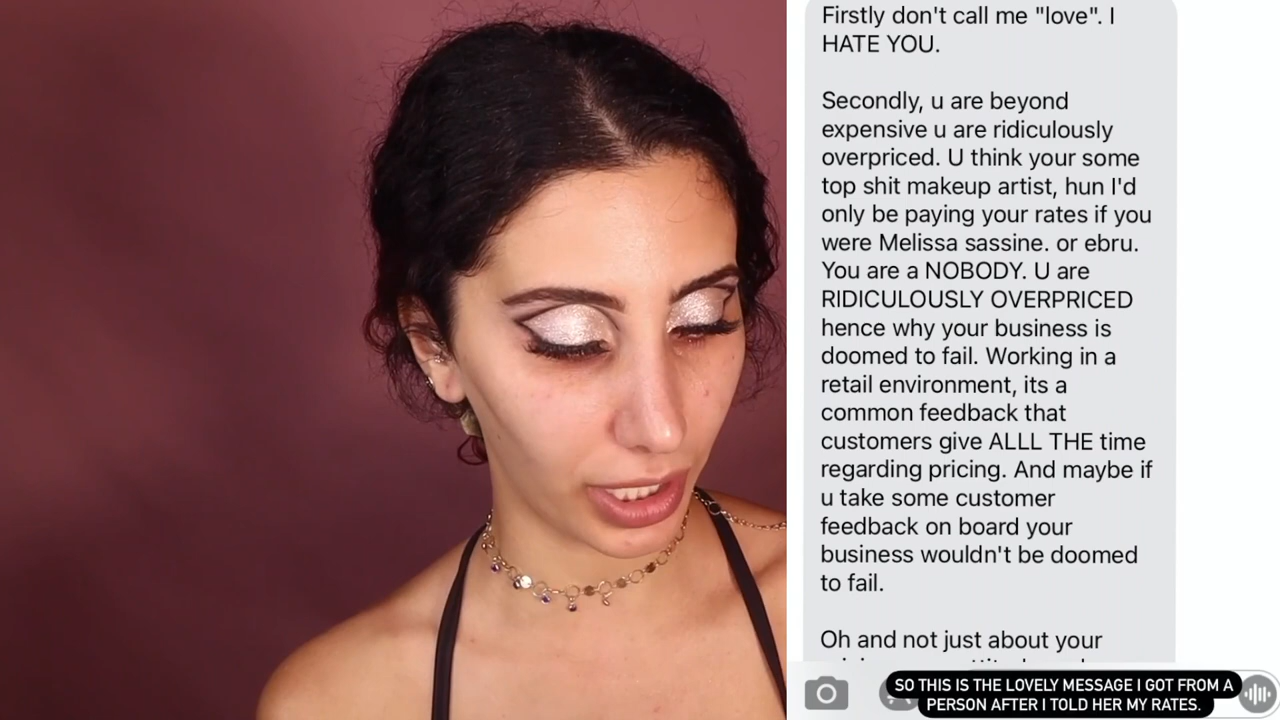 Firstly don't call me "love". I
HATE YOU.
Secondly, u are beyond
expensive u are ridiculously
overpriced. U think your some
top shit makeup artist, hun I'd
only be paying your rates if you
were Melissa sassine. or ebru.
You are a NOBODY. U are
RIDICULOUSLY OVERPRICED
hence why your business is
doomed to fail. Working in a
retail environment, its a
common feedback that
customers give ALLL THE time
regarding pricing. And maybe if
u take some customer
feedback on board your
business wouldn't be doomed
to fail.
Oh and not just about your
SO THIS IS THE LOVELY MESSAGE I GOT FROM A
PERSON AFTER I TOLD HER MY RATES.